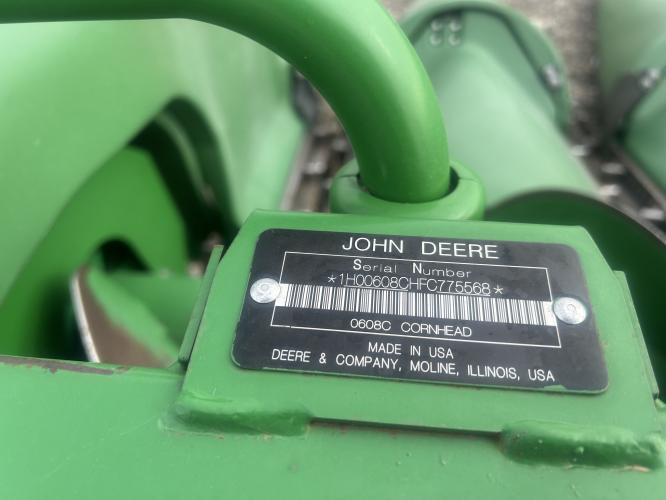 JOHN DEERE
Serial Number
*1H00608CHFC775568*
0608C CORNHEAD
MADE IN USA
DEERE & COMPANY, MOLINE, ILLINOIS, USA